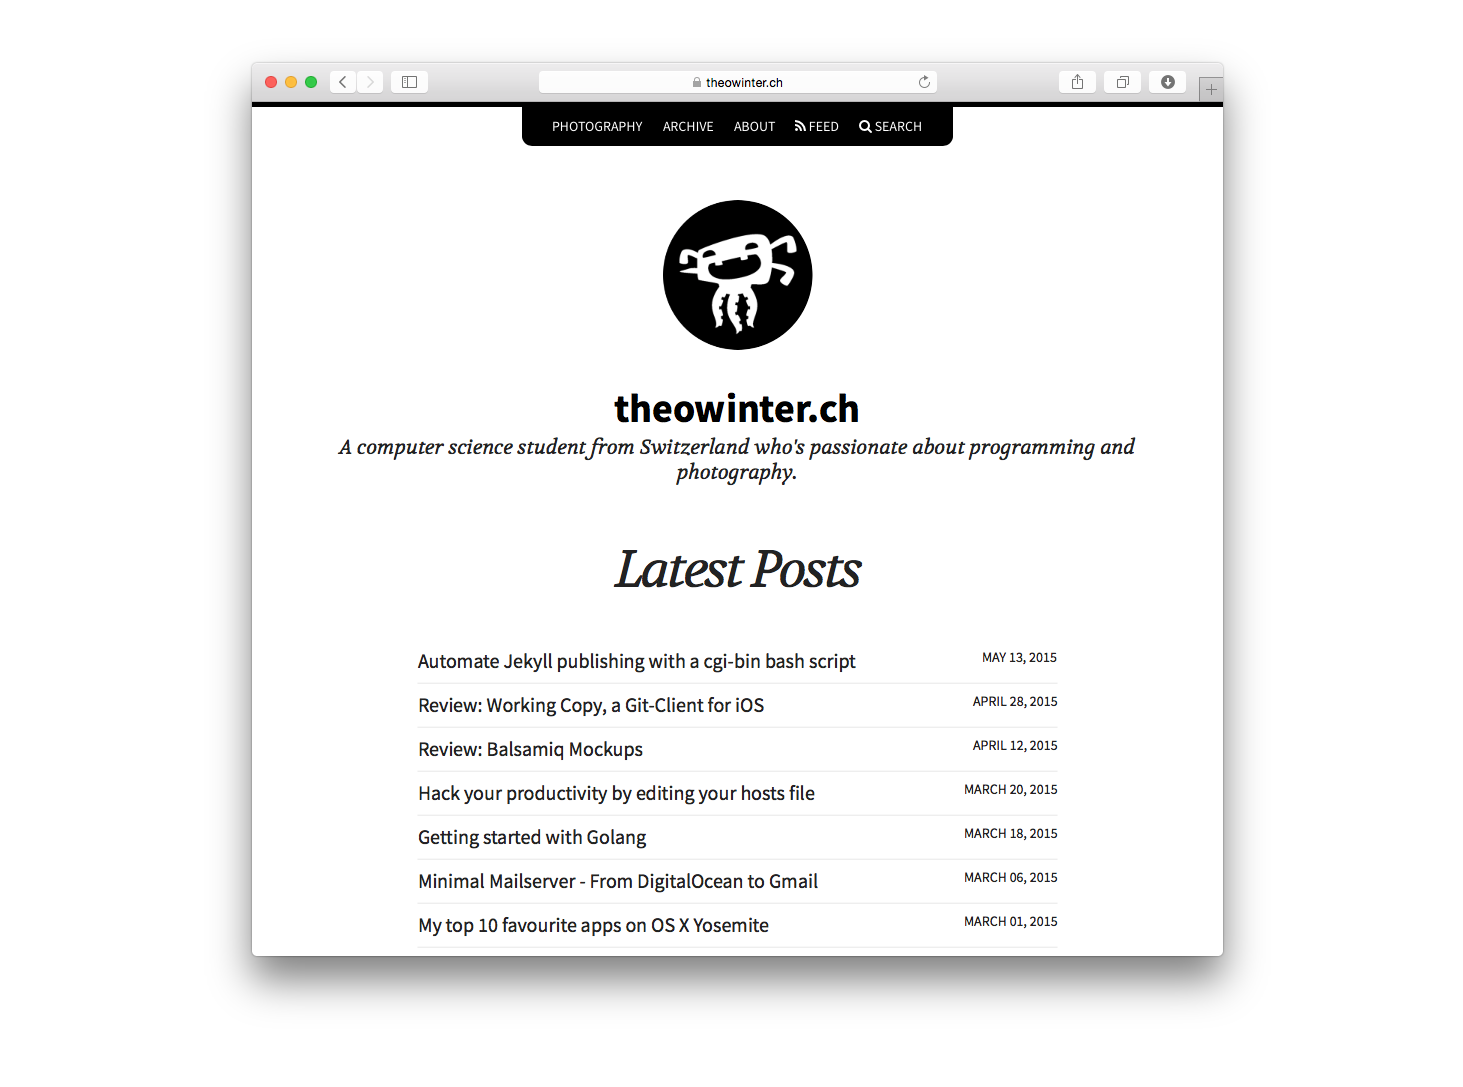 theowinter.ch
PHOTOGRAPHY ARCHIVE ABOUT FEED SEARCH
theowinter.ch
A computer science student from Switzerland who's passionate about programming and
photography.
Latest Posts
Automate Jekyll publishing with a cgi-bin bash script MAY 13, 2015
Review: Working Copy, a Git-Client for iOS APRIL 28, 2015
Review: Balsamiq Mockups APRIL 12, 2015
Hack your productivity by editing your hosts file MARCH 20, 2015
Getting started with Golang MARCH 18, 2015
Minimal Mailserver - From DigitalOcean to Gmail MARCH 06, 2015
My top 10 favourite apps on OS X Yosemite MARCH 01, 2015